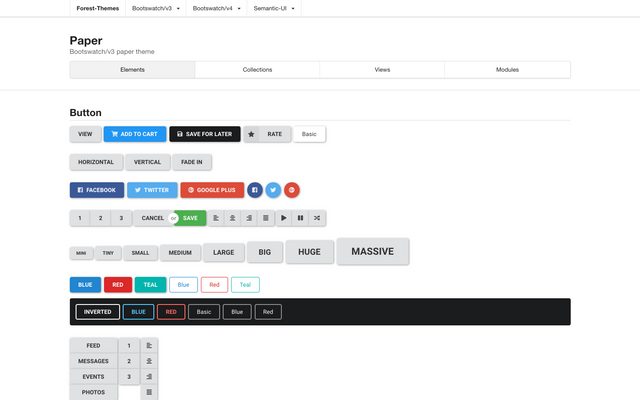 Forest-Themes Bootswatch/v3 Bootswatch/v4 Semantic-UI
Paper
Bootswatch/v3 paper theme
Elements Collections Views Modules
Button
VIEW ADD TO CART SAVE FOR LATER RATE Basic
HORIZONTAL VERTICAL FADE IN
FACEBOOK TWITTER GOOGLE PLUS
1 2 3 CANCEL or SAVE
MINI TINY SMALL MEDIUM LARGE BIG HUGE MASSIVE
BLUE RED TEAL Blue Red Teal
INVERTED BLUE RED Basic Blue Red
FEED 1
MESSAGES 2
EVENTS 3
PHOTOS